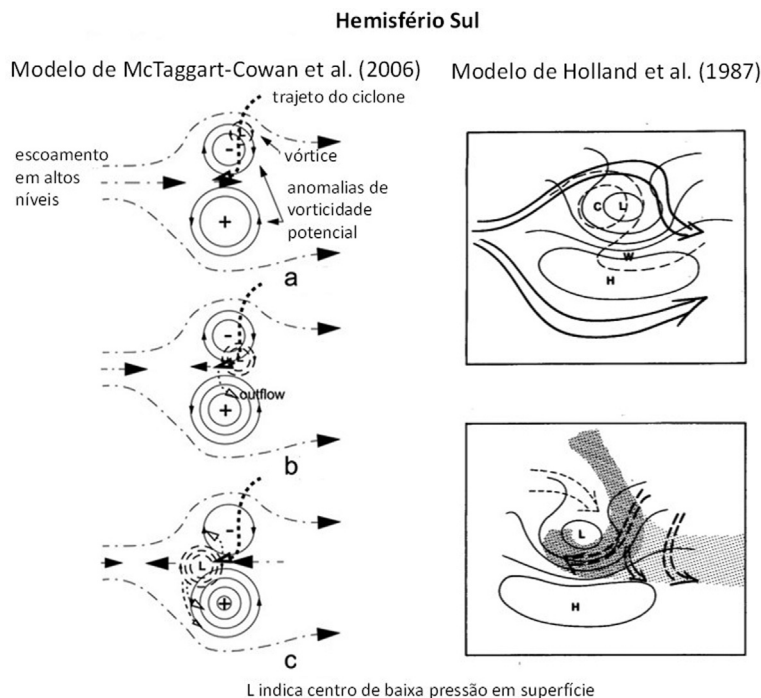 Hemisfério Sul
Modelo de McTaggart-Cowan et al. (2006)
Modelo de Holland et al. (1987)
trajeto do ciclone
escoamento
em altos
níveis
vórtice
anomalias de
vorticidade
potencial
L
-
+
a
-
L
outflow
+
b
-
L
+
c
C
L
W
H
L
H
L indica centro de baixa pressão em superfície